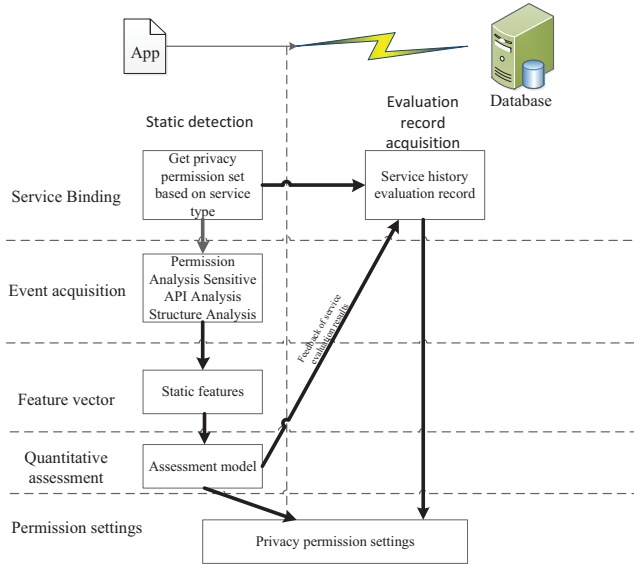 App
Database
Static detection
Evaluation
record
acquisition
Service Binding
Get privacy
permission set
based on service
type
Service history
evaluation record
Event acquisition
Permission
Analysis Sensitive
API Analysis
Structure Analysis
Feedback of service
evaluation results
Feature vector
Static features
Quantitative
assessment
Assessment model
Permission settings
Privacy permission settings